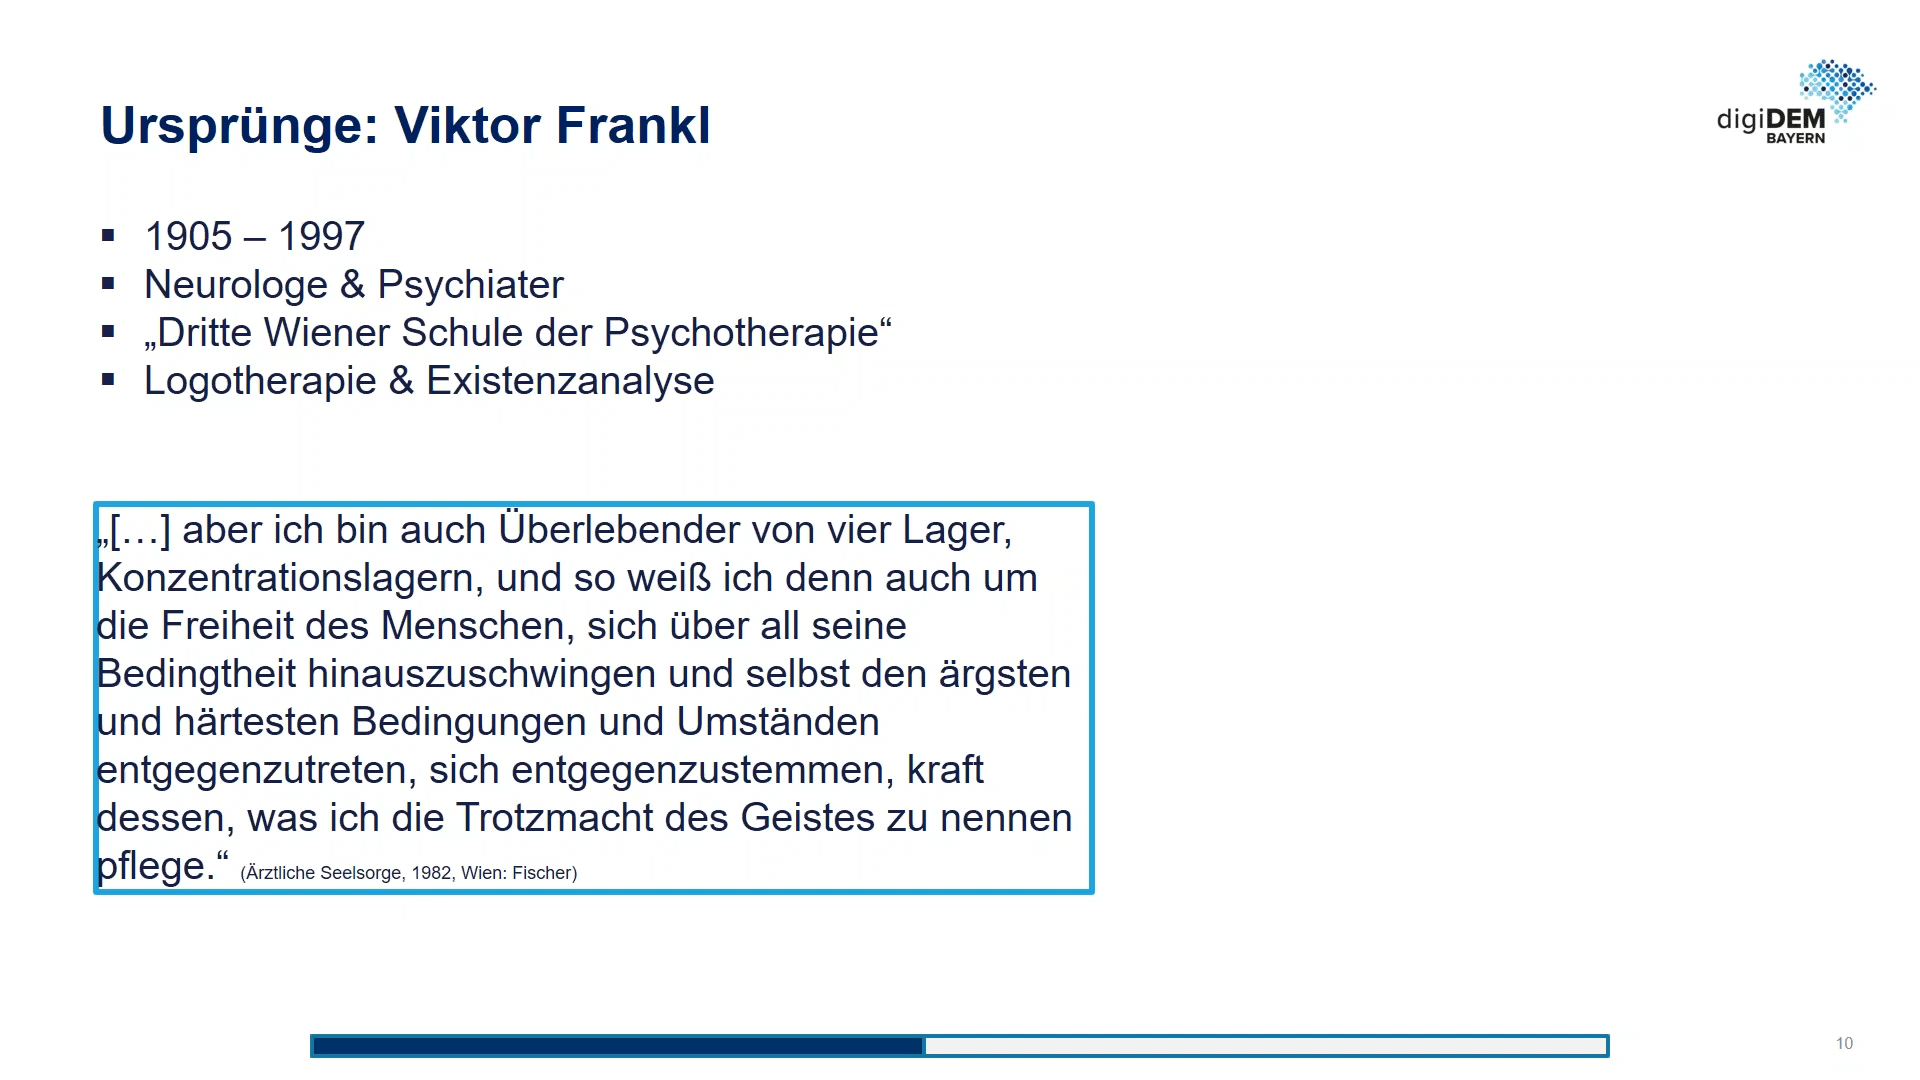 Ursprünge: Viktor Frankl
digiDEM
BAYERN
▪ 1905 – 1997
▪ Neurologe & Psychiater
▪ „Dritte Wiener Schule der Psychotherapie“
▪ Logotherapie & Existenzanalyse
„[…] aber ich bin auch Überlebender von vier Lager,
Konzentrationslagern, und so weiß ich denn auch um
die Freiheit des Menschen, sich über all seine
Bedingtheit hinauszuschwingen und selbst den ärgsten
und härtesten Bedingungen und Umständen
entgegenzutreten, sich entgegenzustemmen, kraft
dessen, was ich die Trotzmacht des Geistes zu nennen
pflege.“ (Ärztliche Seelsorge, 1982, Wien: Fischer)
10